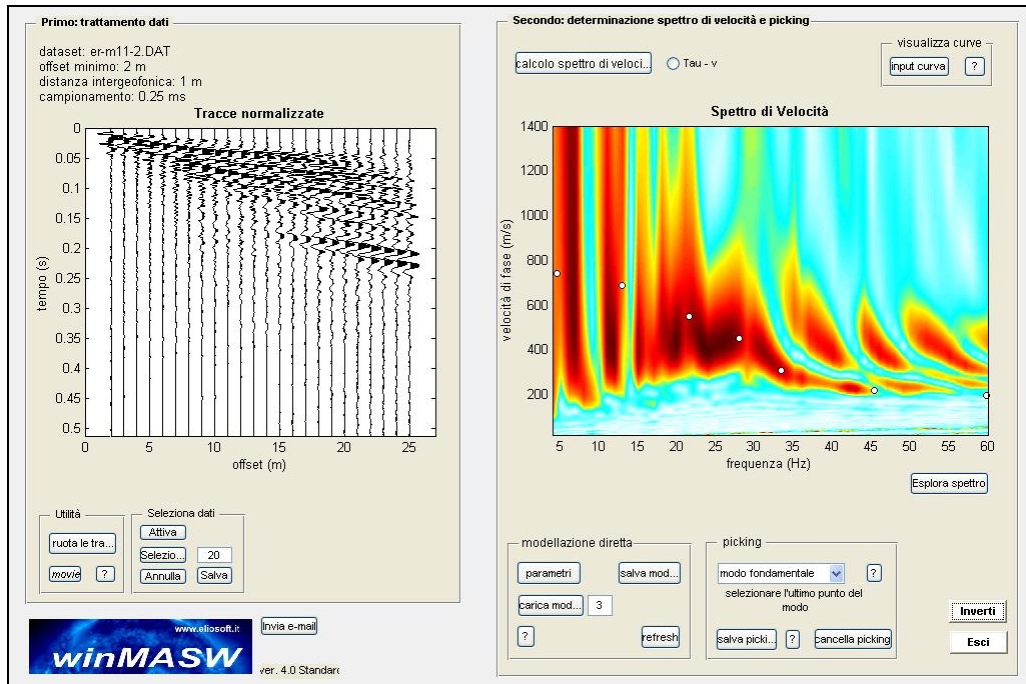 Primo: trattamento dati
dataset: er-m11-2.DAT
offset minimo: 2 m
distanza intergeofonica: 1 m
campionamento: 0.25 ms
Tracce normalizzate
0
0.05
0.1
0.15
0.2
0.25
0.3
0.35
0.4
0.45
0.5
tempo (s)
0 5 10 15 20 25
offset (m)
Utilità
ruota le tra...
movie ?
Seleziona dati
Attiva
Selezio... 20
Annulla Salva
www.eliosoft.it
winMASW
Invia e-mail
ver. 4.0 Standard
Secondo: determinazione spettro di velocità e picking
calcolo spettro di veloci...
Tau - v
visualizza curve
input curva ?
Spettro di Velocità
1400
1200
1000
800
600
400
200
velocità di fase (m/s)
5 10 15 20 25 30 35 40 45 50 55 60
frequenza (Hz)
Esplora spettro
modellazione diretta
parametri salva mod...
carica mod... 3
? refresh
picking
modo fondamentale ?
selezionare l'ultimo punto del
modo
salva picki... ? cancella picking
Inverti
Esci